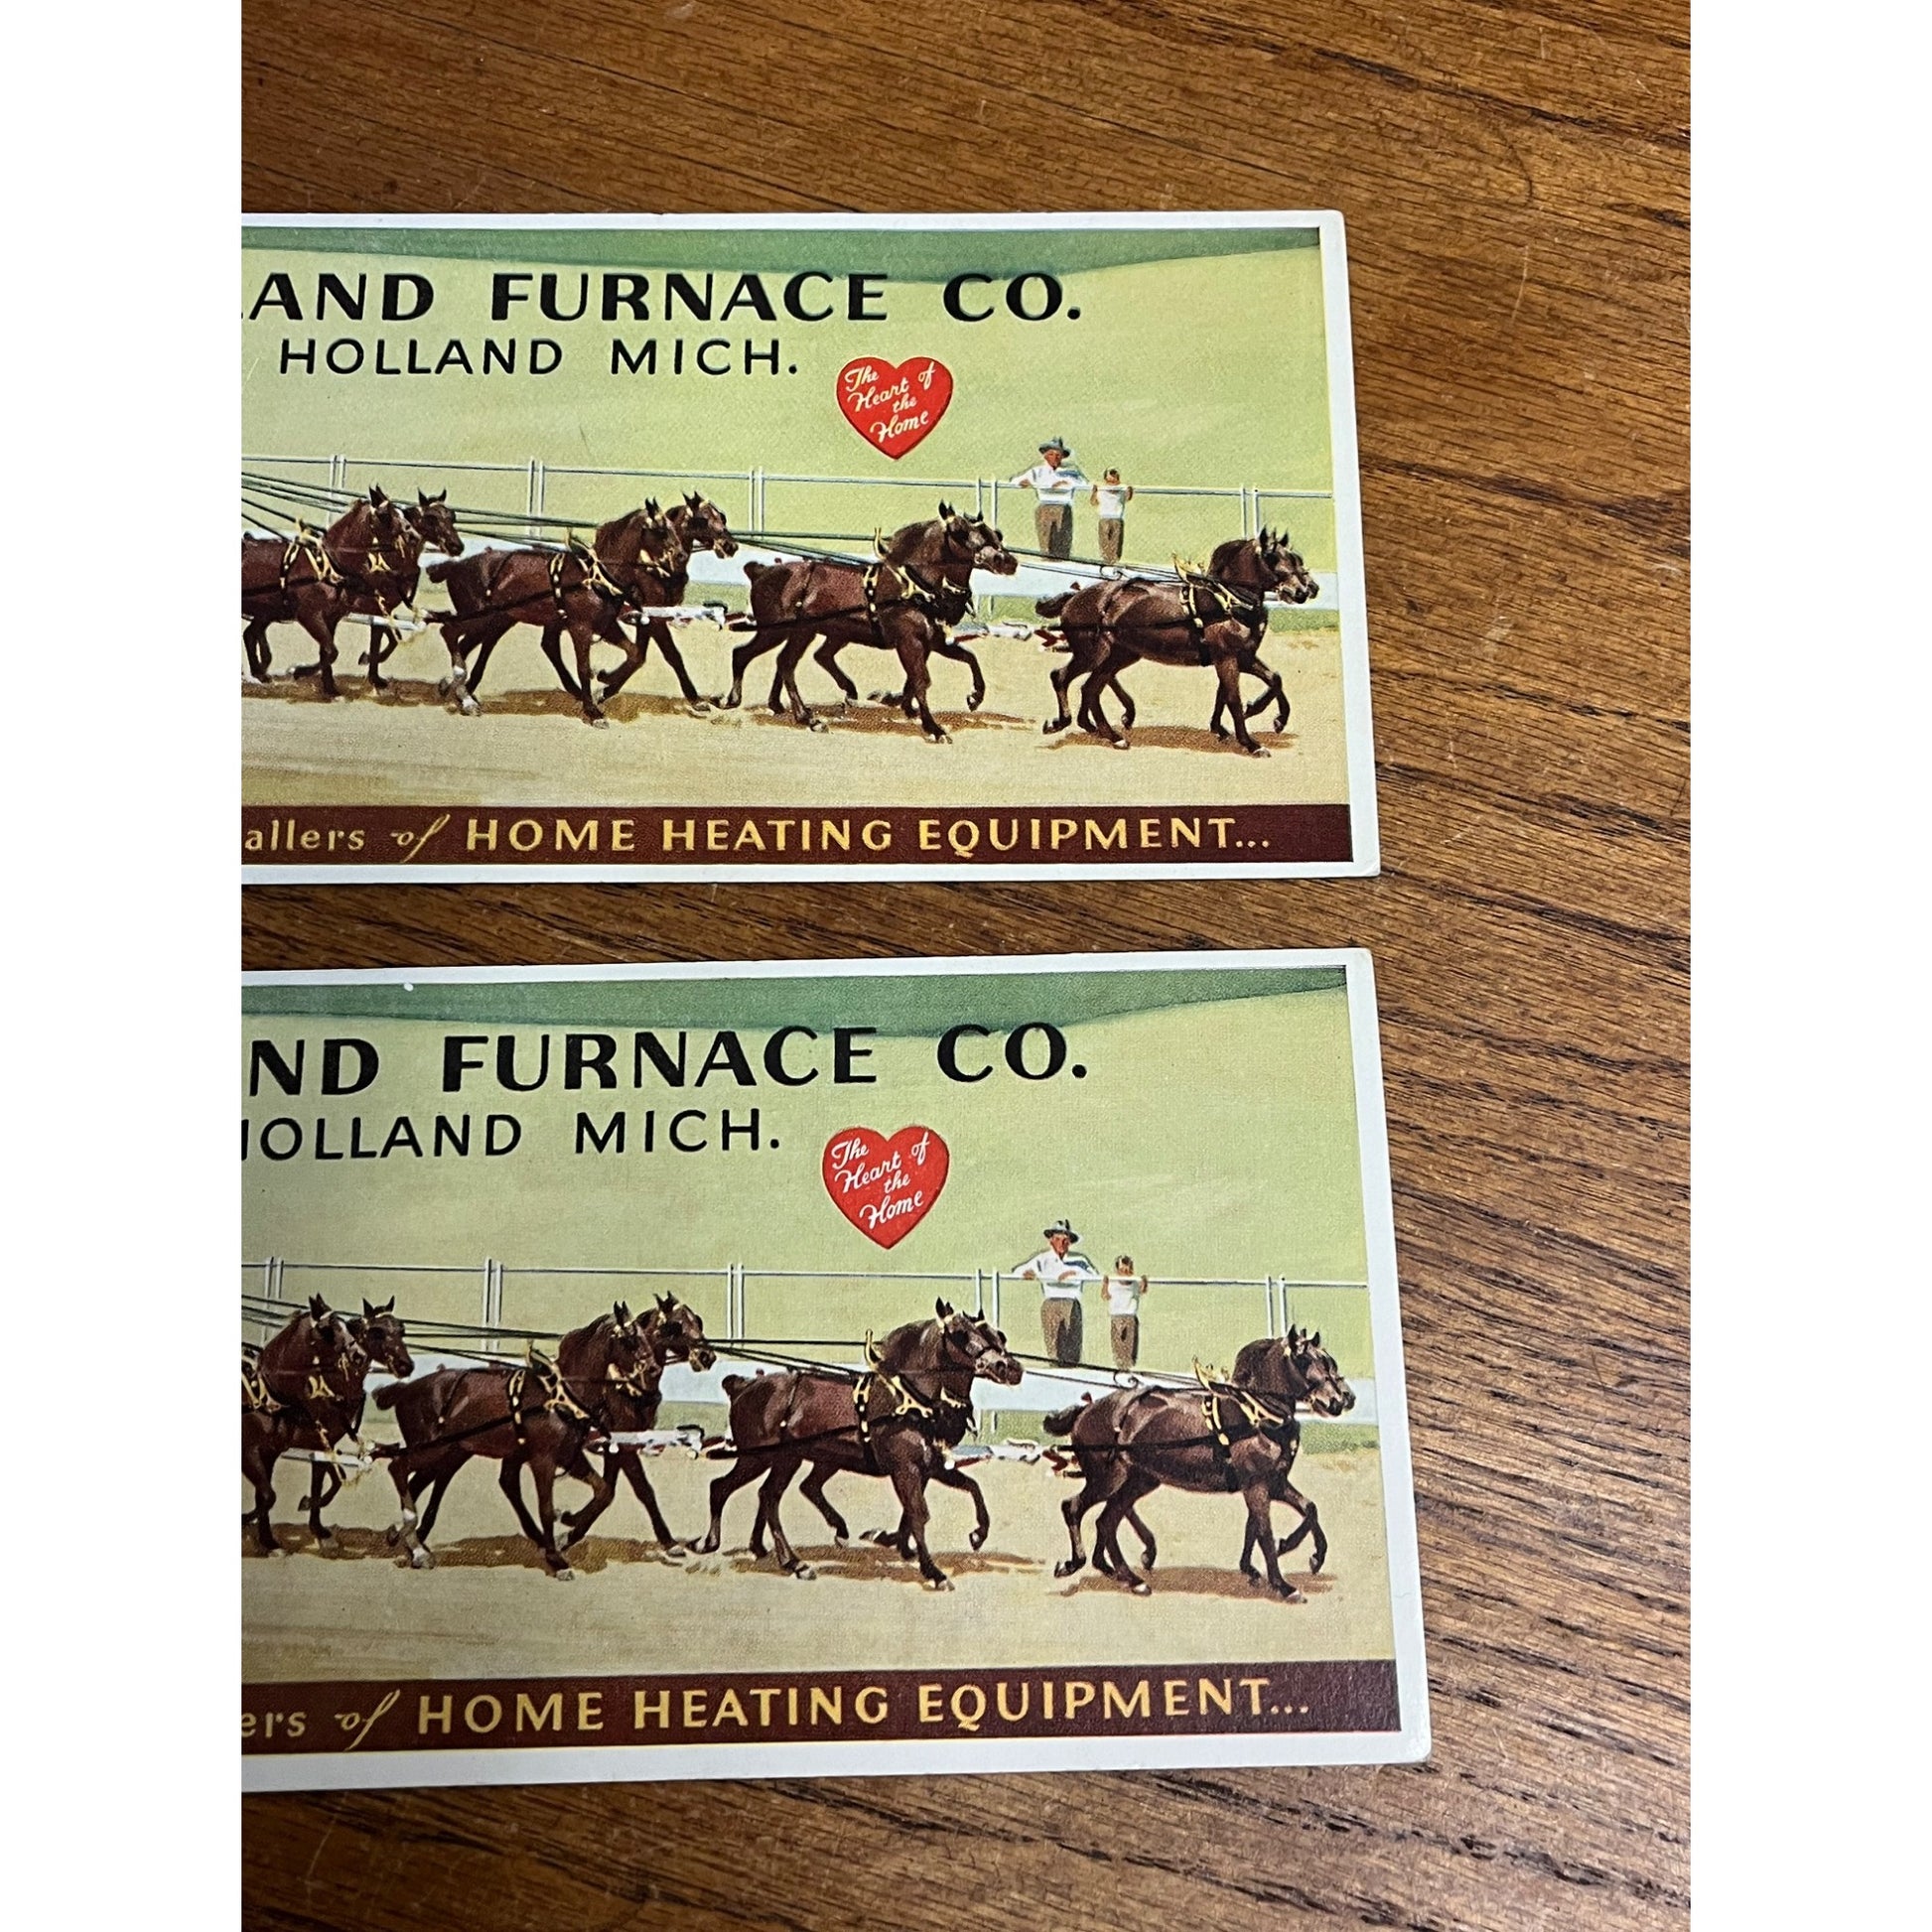 LAND FURNACE CO.
HOLLAND MICH.
The
Heart of
the
Home
allers of HOME HEATING EQUIPMENT...
ND FURNACE CO.
HOLLAND MICH.
The
Heart of
the
Home
ers of HOME HEATING EQUIPMENT...